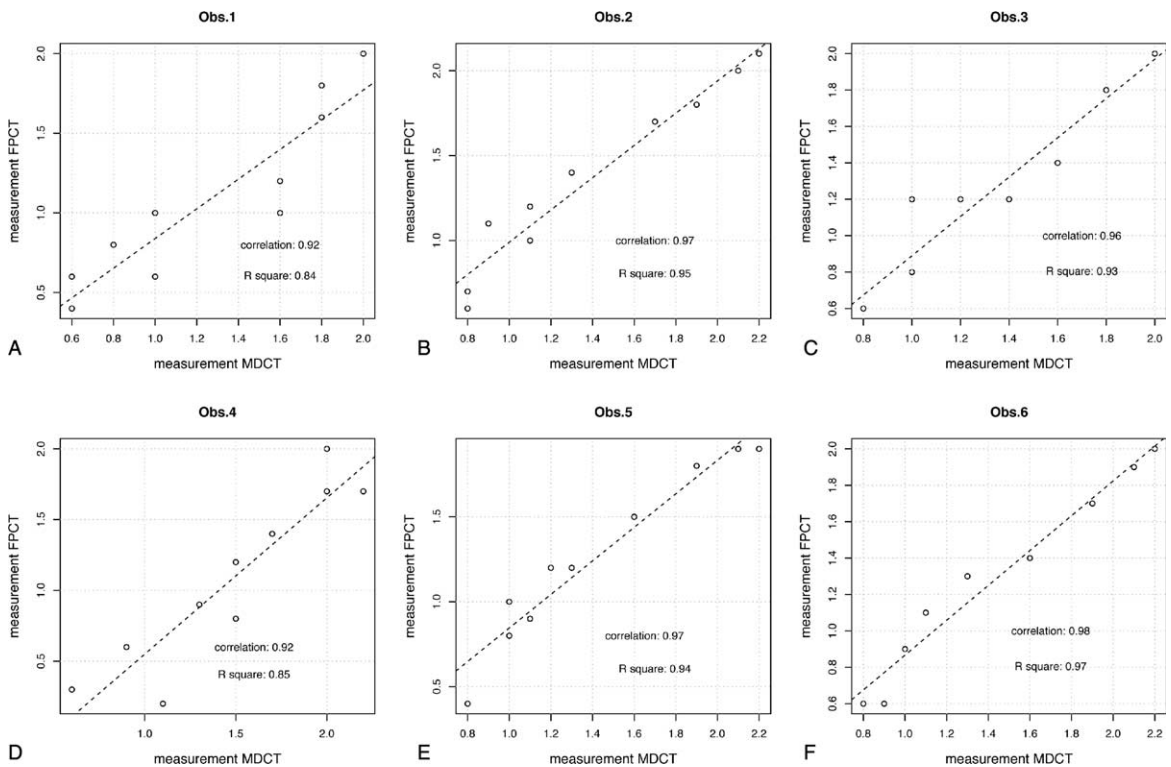 Obs.1
2.0
1.5
1.0
0.5
measurement FPCT
correlation: 0.92
R square: 0.84
0.6 0.8 1.0 1.2 1.4 1.6 1.8 2.0
measurement MDCT
A
Obs.2
2.0
1.5
1.0
measurement FPCT
correlation: 0.97
R square: 0.95
0.8 1.0 1.2 1.4 1.6 1.8 2.0 2.2
measurement MDCT
B
Obs.3
2.0
1.8
1.6
1.4
1.2
1.0
0.8
0.6
measurement FPCT
correlation: 0.96
R square: 0.93
0.8 1.0 1.2 1.4 1.6 1.8 2.0
measurement MDCT
C
Obs.4
2.0
1.5
1.0
0.5
measurement FPCT
correlation: 0.92
R square: 0.85
1.0 1.5 2.0
measurement MDCT
D
Obs.5
1.5
1.0
0.5
measurement FPCT
correlation: 0.97
R square: 0.94
0.8 1.0 1.2 1.4 1.6 1.8 2.0 2.2
measurement MDCT
E
Obs.6
2.0
1.8
1.6
1.4
1.2
1.0
0.8
0.6
measurement FPCT
correlation: 0.98
R square: 0.97
0.8 1.0 1.2 1.4 1.6 1.8 2.0 2.2
measurement MDCT
F